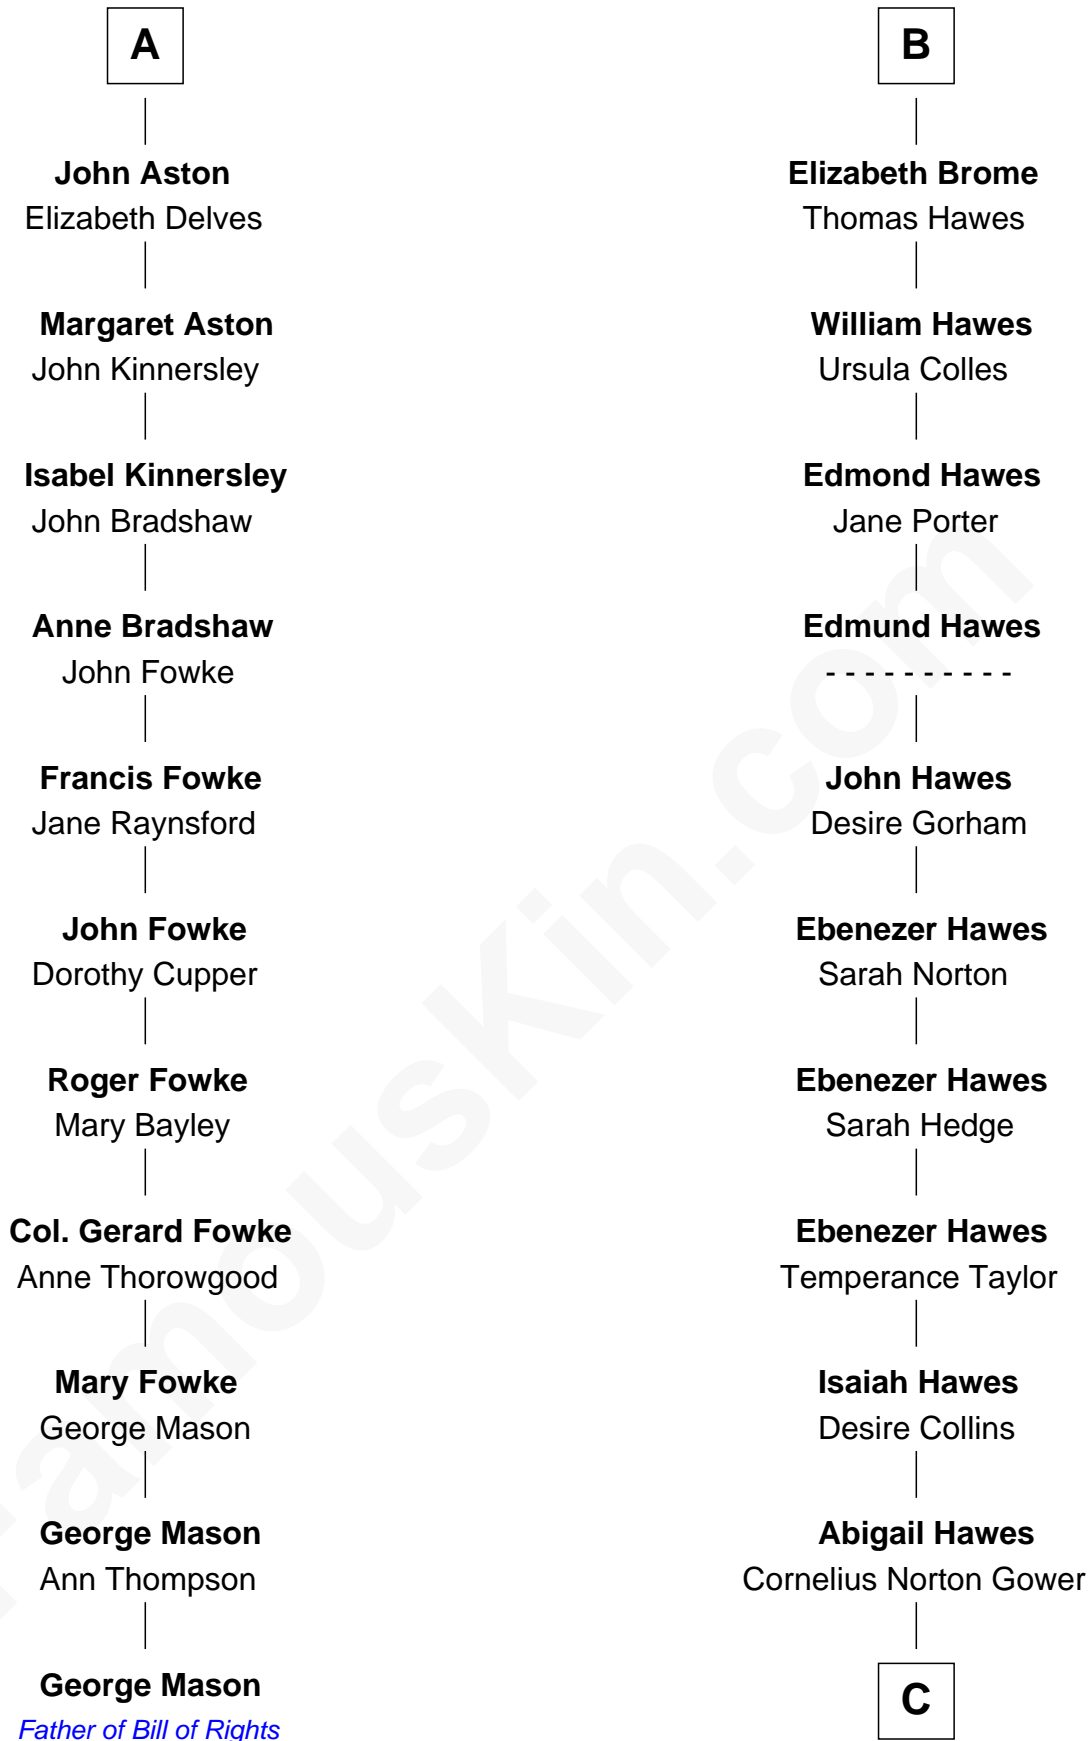 A
John Aston
Elizabeth Delves
Margaret Aston
John Kinnersley
Isabel Kinnersley
John Bradshaw
Anne Bradshaw
John Fowke
Francis Fowke
Jane Raynsford
John Fowke
Dorothy Cupper
Roger Fowke
Mary Bayley
Col. Gerard Fowke
Anne Thorowgood
Mary Fowke
George Mason
George Mason
Ann Thompson
George Mason
Father of Bill of Rights
B
Elizabeth Brome
Thomas Hawes
William Hawes
Ursula Colles
Edmond Hawes
Jane Porter
Edmund Hawes
- - - - - - - - - -
John Hawes
Desire Gorham
Ebenezer Hawes
Sarah Norton
Ebenezer Hawes
Sarah Hedge
Ebenezer Hawes
Temperance Taylor
Isaiah Hawes
Desire Collins
Abigail Hawes
Cornelius Norton Gower
C
FamousKin.com